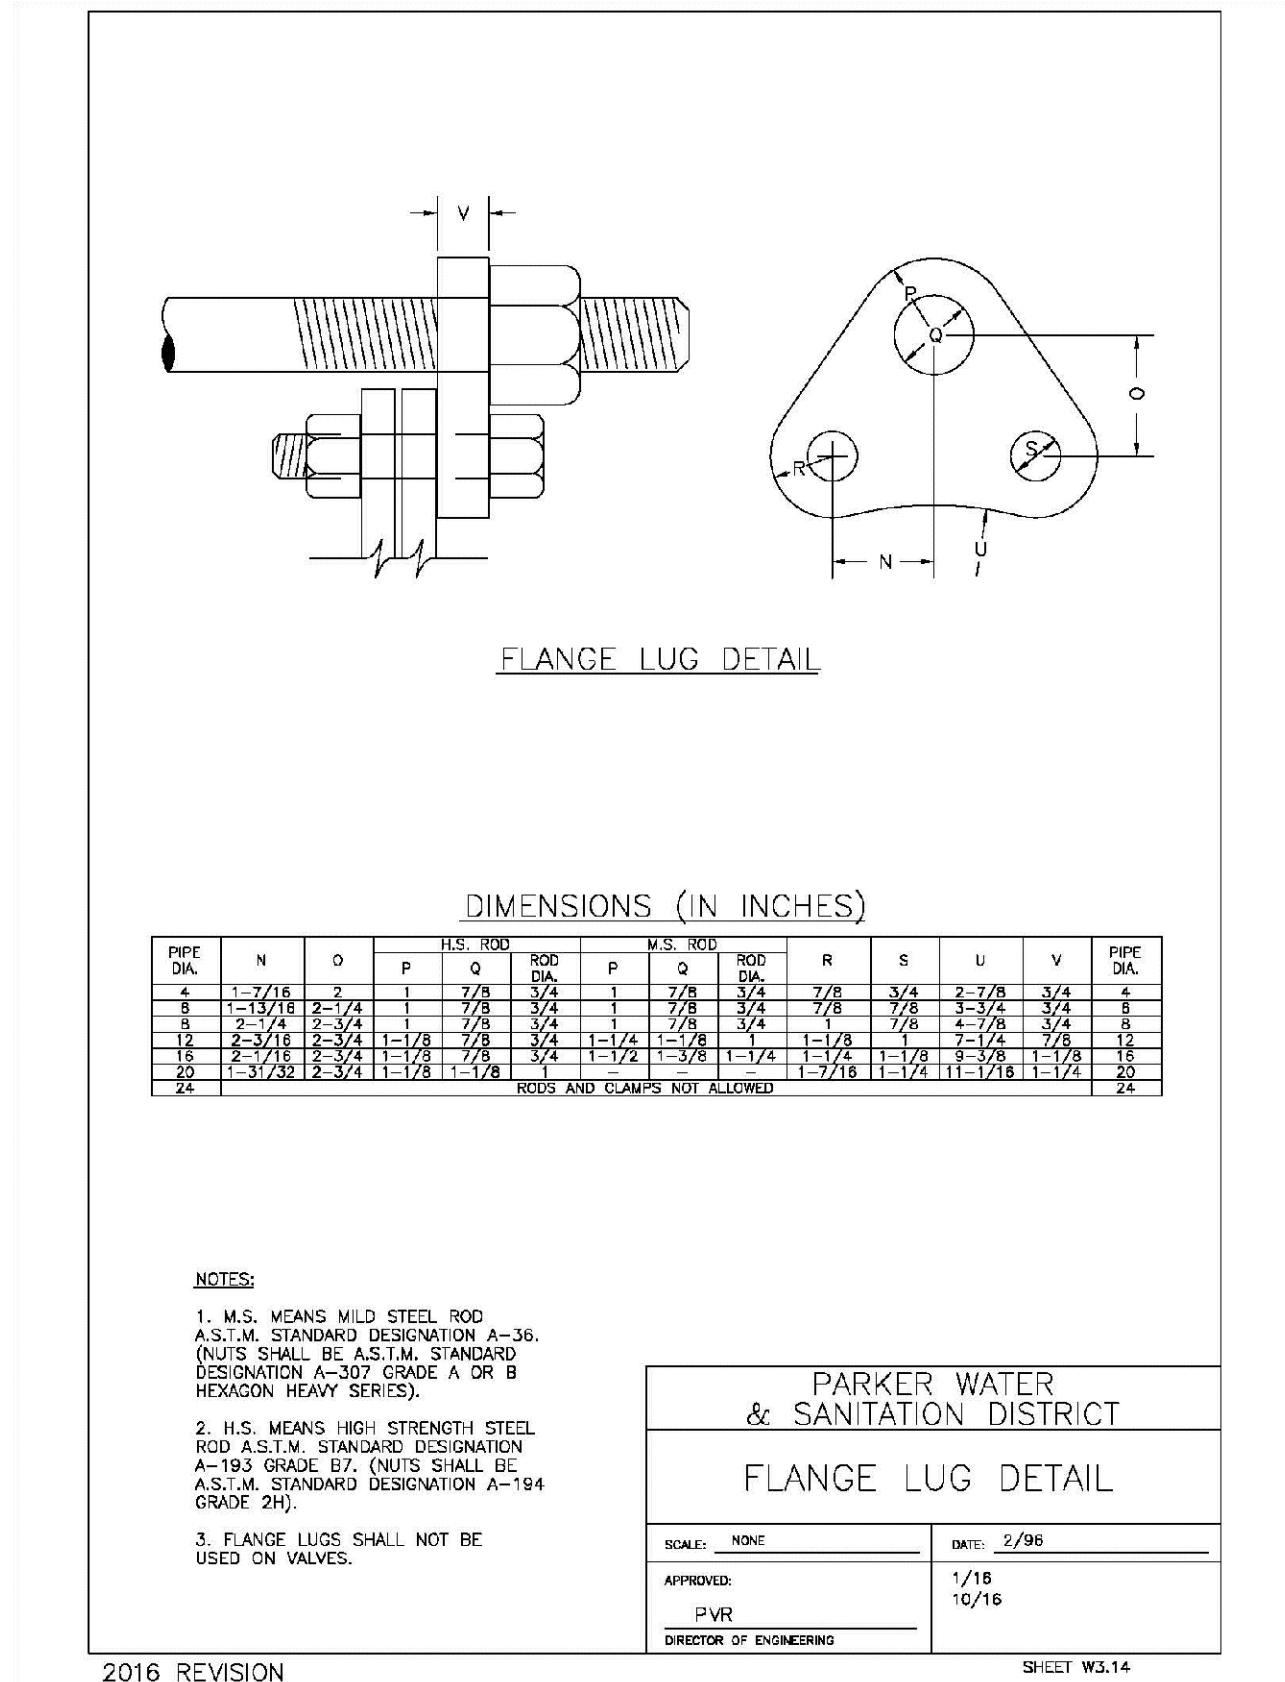 V
P
Q
O
S
R
N
U
FLANGE LUG DETAIL
DIMENSIONS (IN INCHES)
PIPE DIA. N O H.S. ROD M.S. ROD R S U V PIPE DIA.
P Q ROD DIA. P Q ROD DIA.
4 1-7/16 2 1 7/8 3/4 1 7/8 3/4 7/8 3/4 2-7/8 3/4 4
6 1-13/16 2-1/4 1 7/8 3/4 1 7/8 3/4 7/8 7/8 3-3/4 3/4 6
8 2-1/4 2-3/4 1 7/8 3/4 1 7/8 3/4 1 7/8 4-7/8 3/4 8
12 2-3/16 2-3/4 1-1/8 7/8 3/4 1-1/4 1-1/8 1 1-1/8 1 7-1/4 7/8 12
16 2-1/16 2-3/4 1-1/8 7/8 3/4 1-1/2 1-3/8 1-1/4 1-1/4 1-1/8 9-3/8 1-1/8 16
20 1-31/32 2-3/4 1-1/8 1-1/8 1 – – – 1-7/16 1-1/4 11-1/16 1-1/4 20
24 RODS AND CLAMPS NOT ALLOWED 24
NOTES:
1. M.S. MEANS MILD STEEL ROD
A.S.T.M. STANDARD DESIGNATION A-36.
(NUTS SHALL BE A.S.T.M. STANDARD
DESIGNATION A-307 GRADE A OR B
HEXAGON HEAVY SERIES).
2. H.S. MEANS HIGH STRENGTH STEEL
ROD A.S.T.M. STANDARD DESIGNATION
A-193 GRADE B7. (NUTS SHALL BE
A.S.T.M. STANDARD DESIGNATION A-194
GRADE 2H).
3. FLANGE LUGS SHALL NOT BE
USED ON VALVES.
PARKER WATER
& SANITATION DISTRICT
FLANGE LUG DETAIL
SCALE: NONE
DATE: 2/96
APPROVED:
PVR
DIRECTOR OF ENGINEERING
1/16
10/16
2016 REVISION
SHEET W3.14